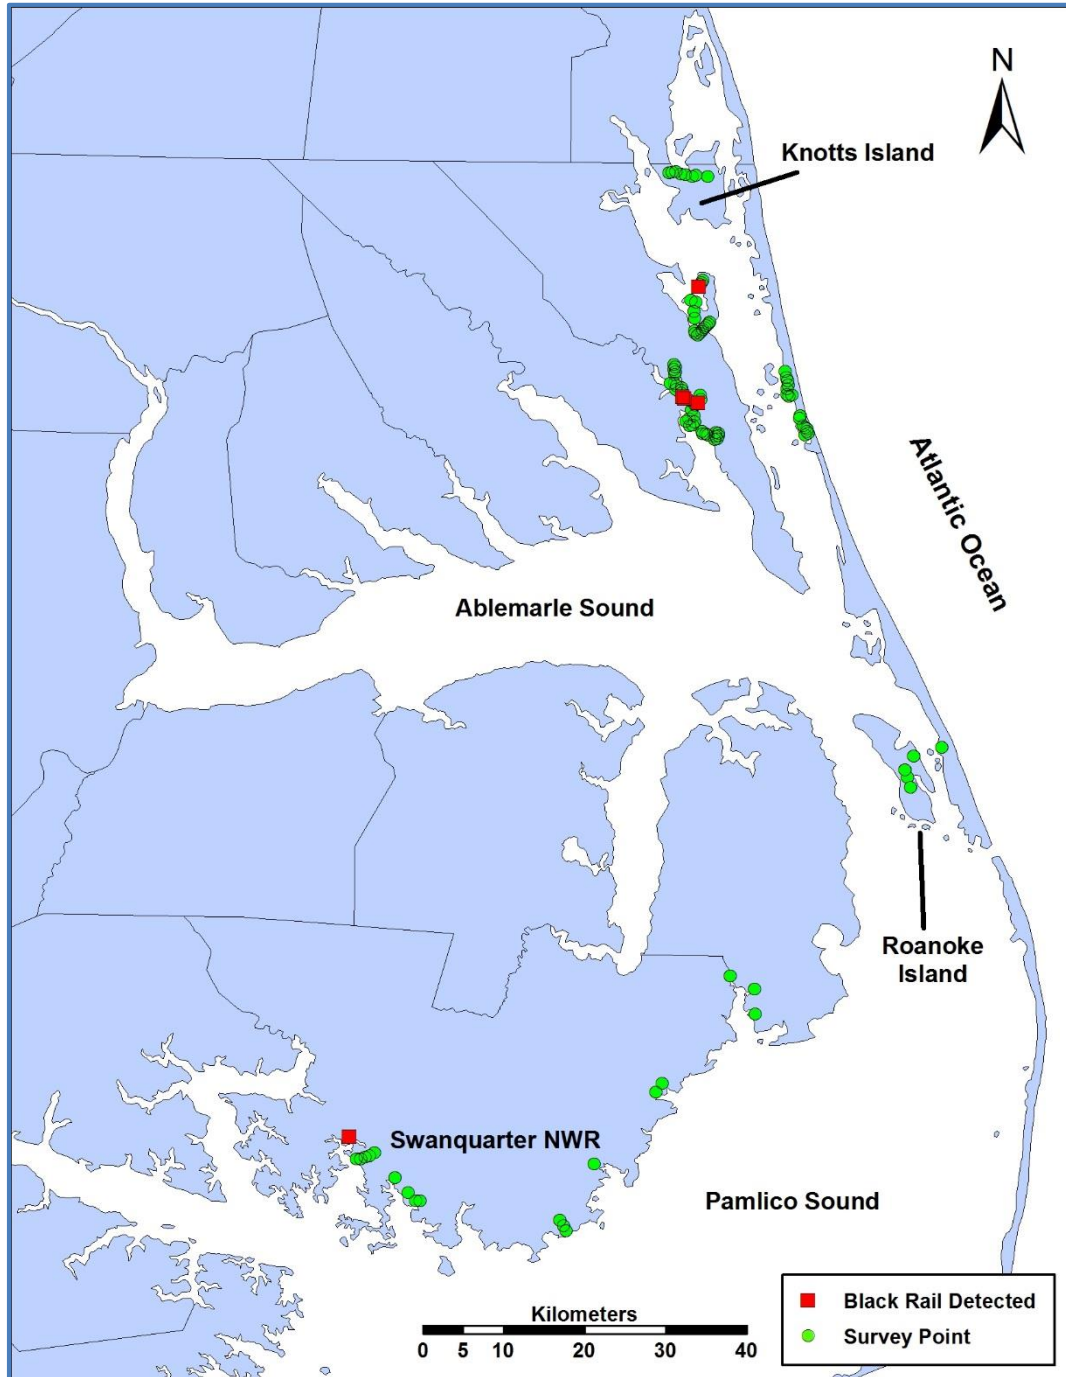 N
Knotts Island
Atlantic Ocean
Ablemarle Sound
Roanoke
Island
Swanquarter NWR
Pamlico Sound
Kilometers
0 5 10 20 30 40
Black Rail Detected
Survey Point